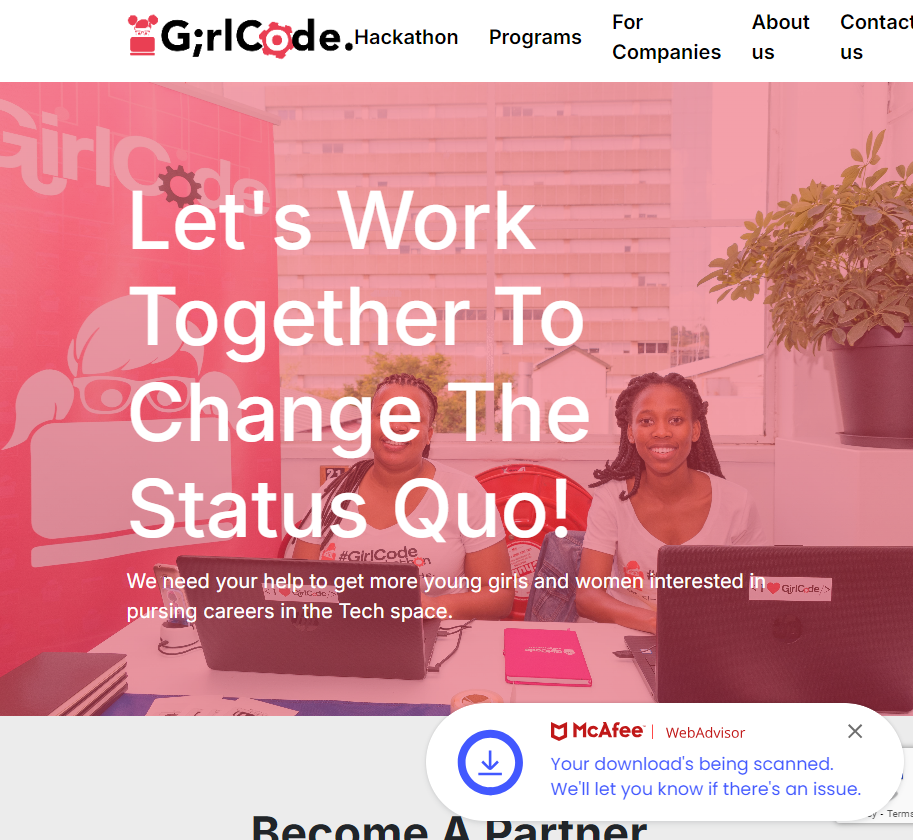 G;rlCode.
Hackathon
Programs
For
Companies
About
us
Contact
us
GirlCode
Let's Work
Together To
Change The
Status Quo!
21
#GirlCode
We need your help to get more young girls and women interested in
pursing careers in the Tech space.
GirlCode/>
McAfee | WebAdvisor
Your download's being scanned.
We'll let you know if there's an issue.
Become A Partner